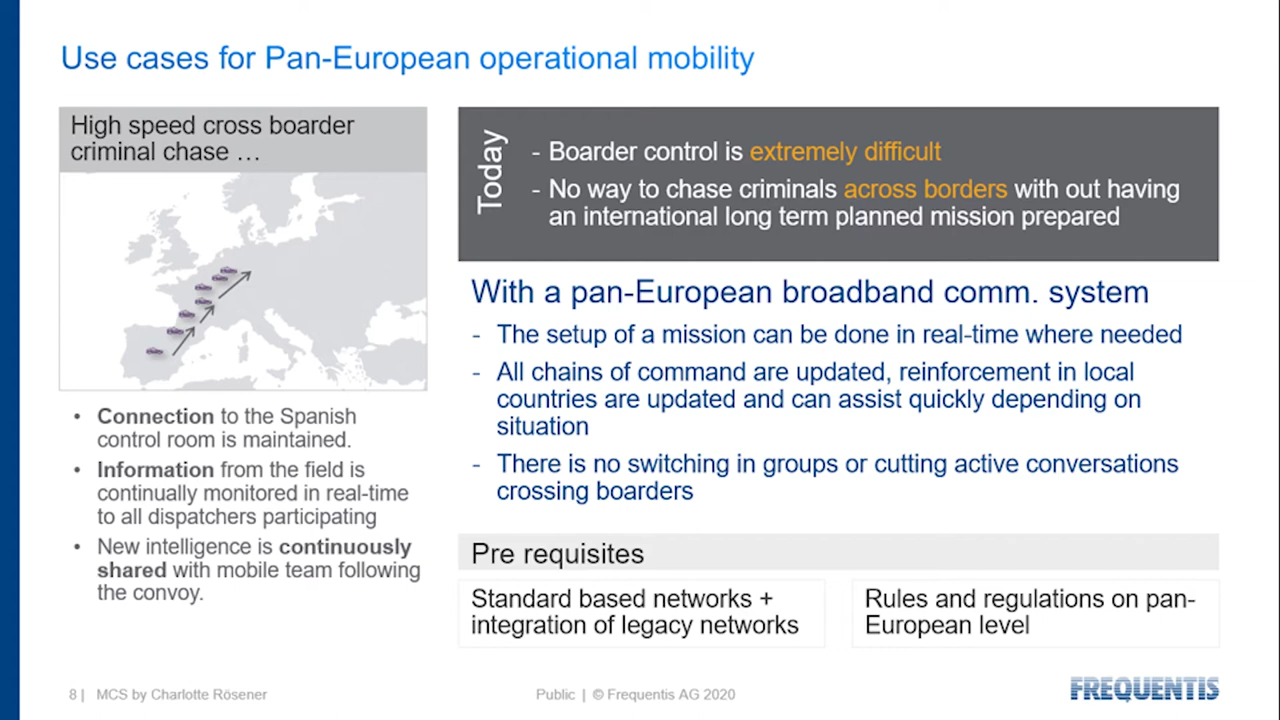 Use cases for Pan-European operational mobility
High speed cross boarder
criminal chase …
• Connection to the Spanish
control room is maintained.
• Information from the field is
continually monitored in real-time
to all dispatchers participating
• New intelligence is continuously
shared with mobile team following
the convoy.
Today
- Boarder control is extremely difficult
- No way to chase criminals across borders with out having
an international long term planned mission prepared
With a pan-European broadband comm. system
- The setup of a mission can be done in real-time where needed
- All chains of command are updated, reinforcement in local
countries are updated and can assist quickly depending on
situation
- There is no switching in groups or cutting active conversations
crossing boarders
Pre requisites
Standard based networks +
integration of legacy networks
Rules and regulations on pan-
European level
8 | MCS by Charlotte Rösener
Public | © Frequentis AG 2020
FREQUENTIS